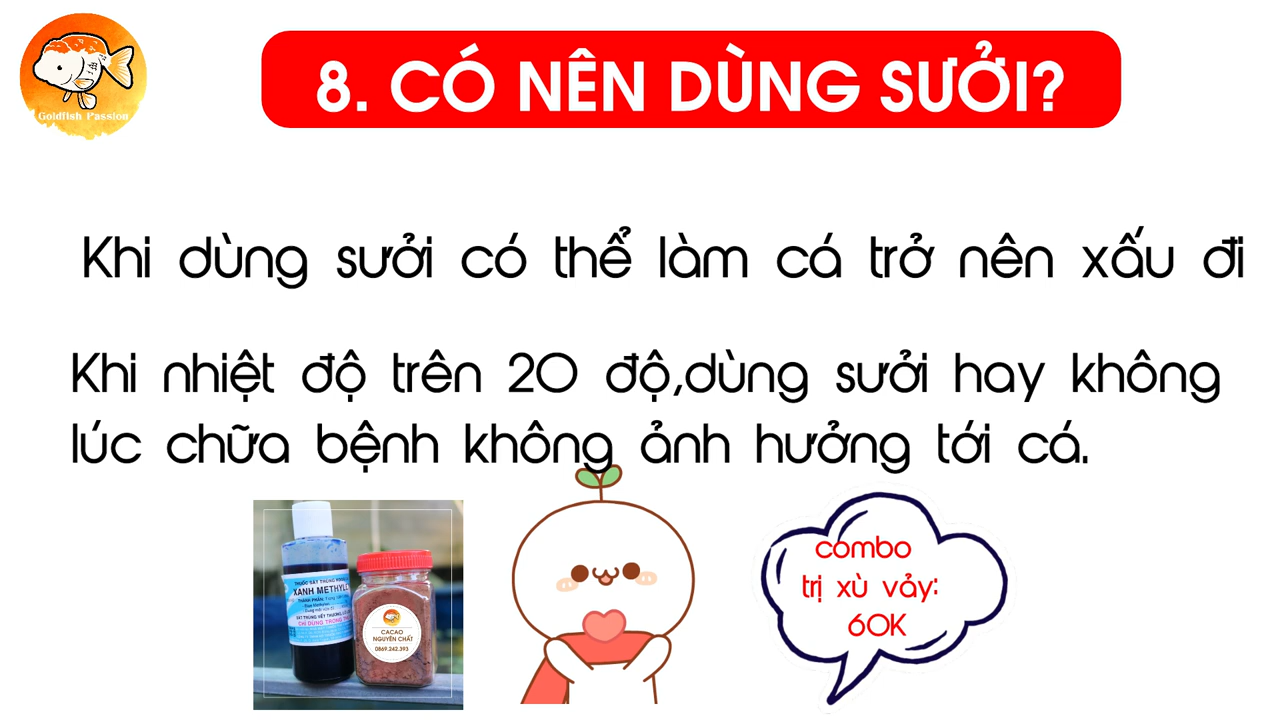 Goldfish Passion
8. CÓ NÊN DÙNG SƯỞI?
Khi dùng sưởi có thể làm cá trở nên xấu đi
Khi nhiệt độ trên 20 độ,dùng sưởi hay không
lúc chữa bệnh không ảnh hưởng tới cá.
XANH METHYL
CACAO
NGUYÊN CHẤT
0869.242.393
combo
trị xù vảy:
60K